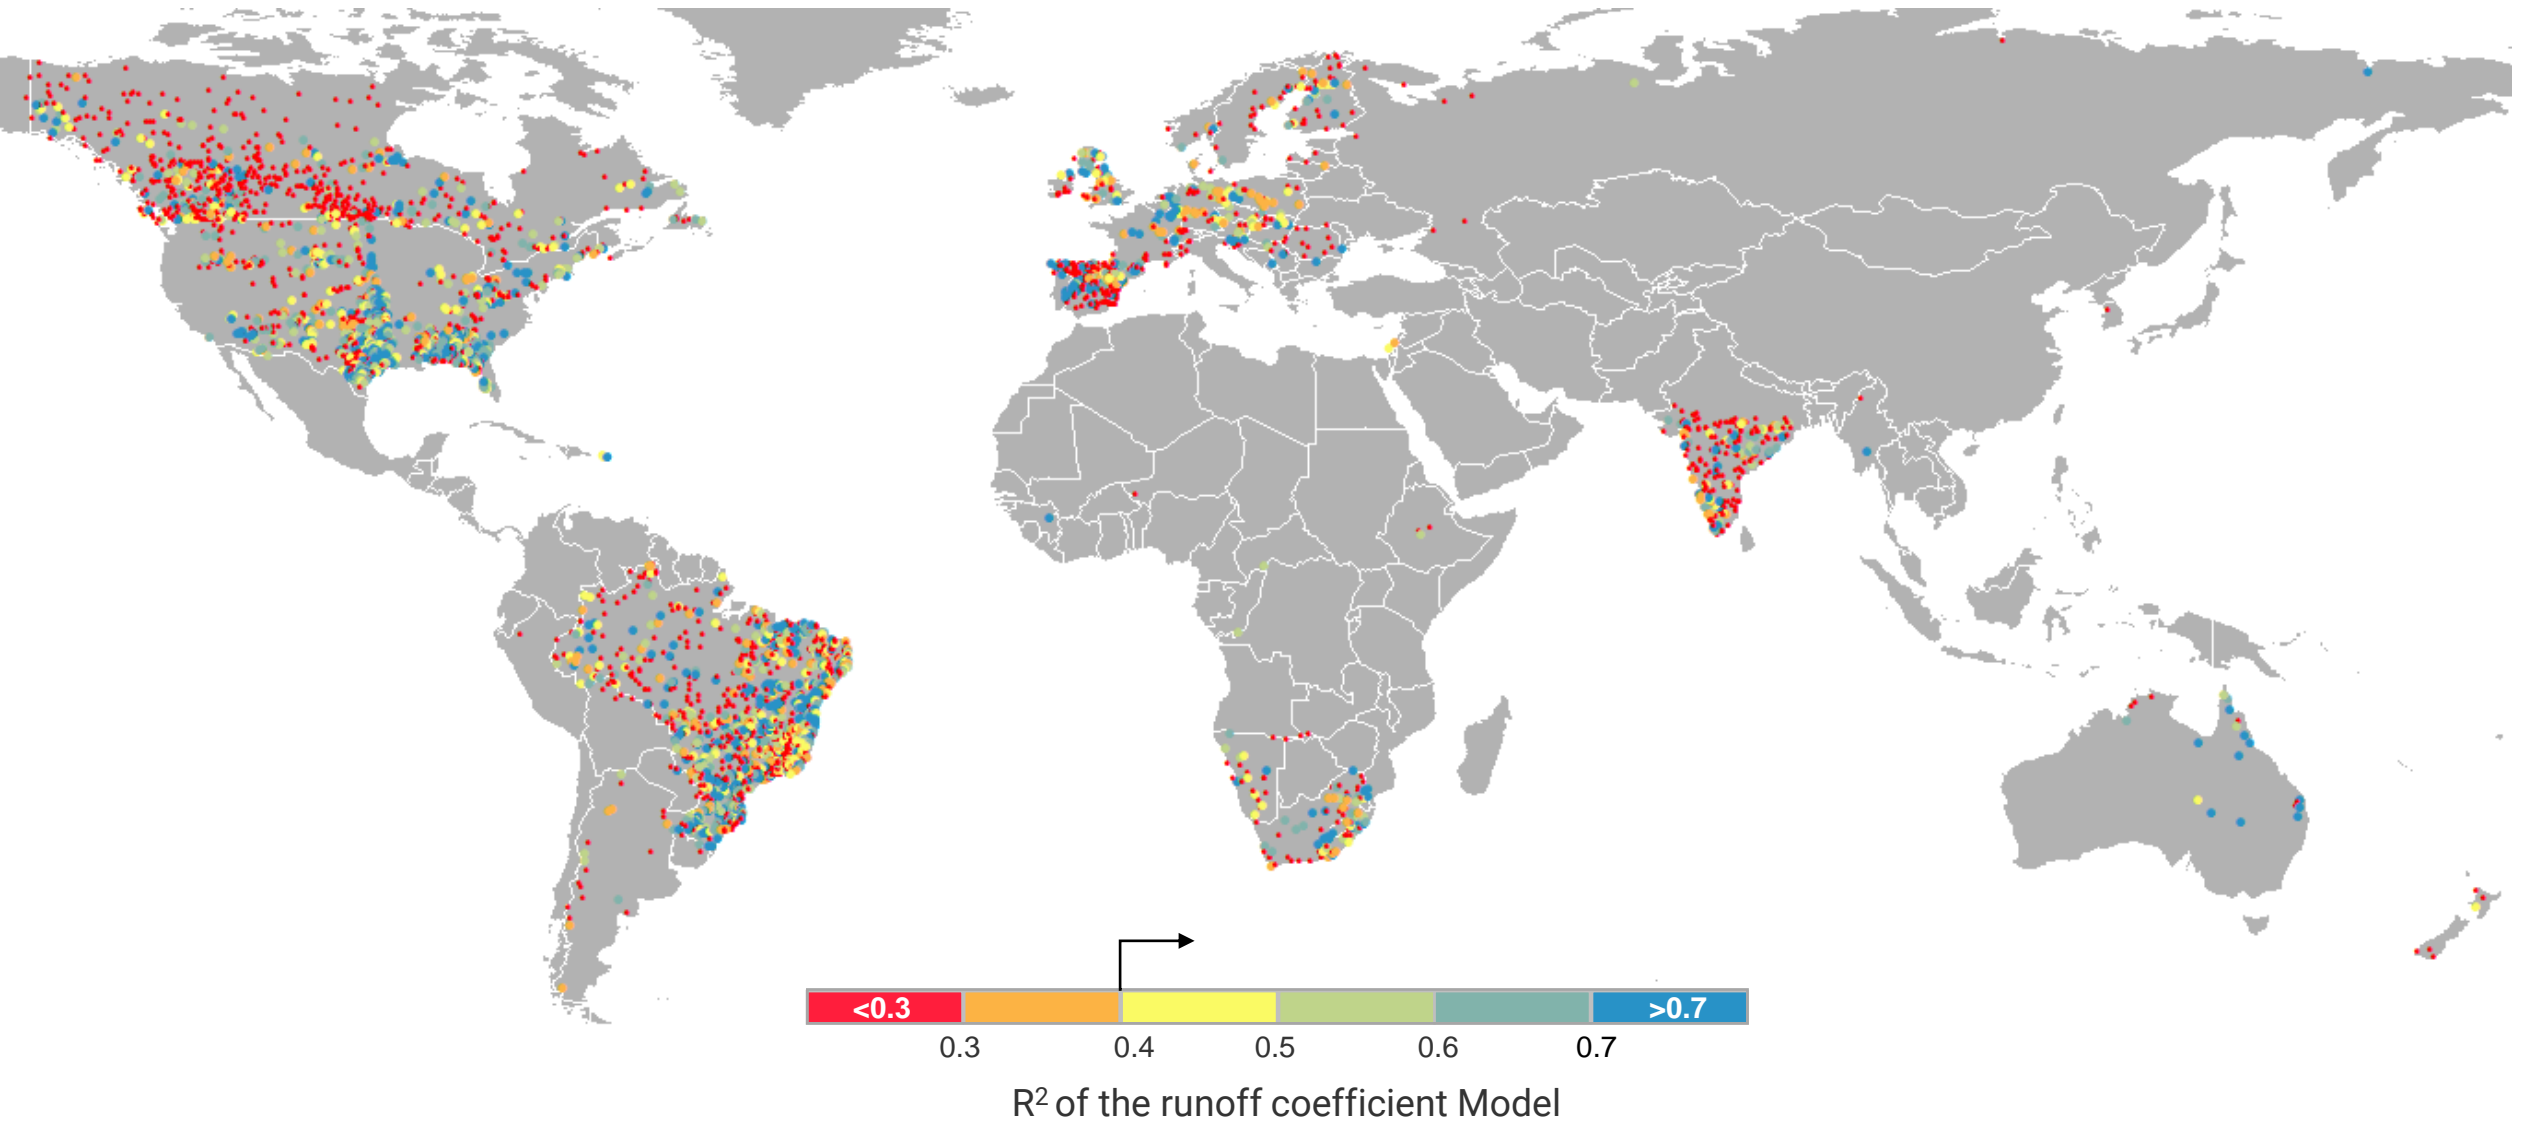 <0.3 >0.7
0.3 0.4 0.5 0.6 0.7
R² of the runoff coefficient Model